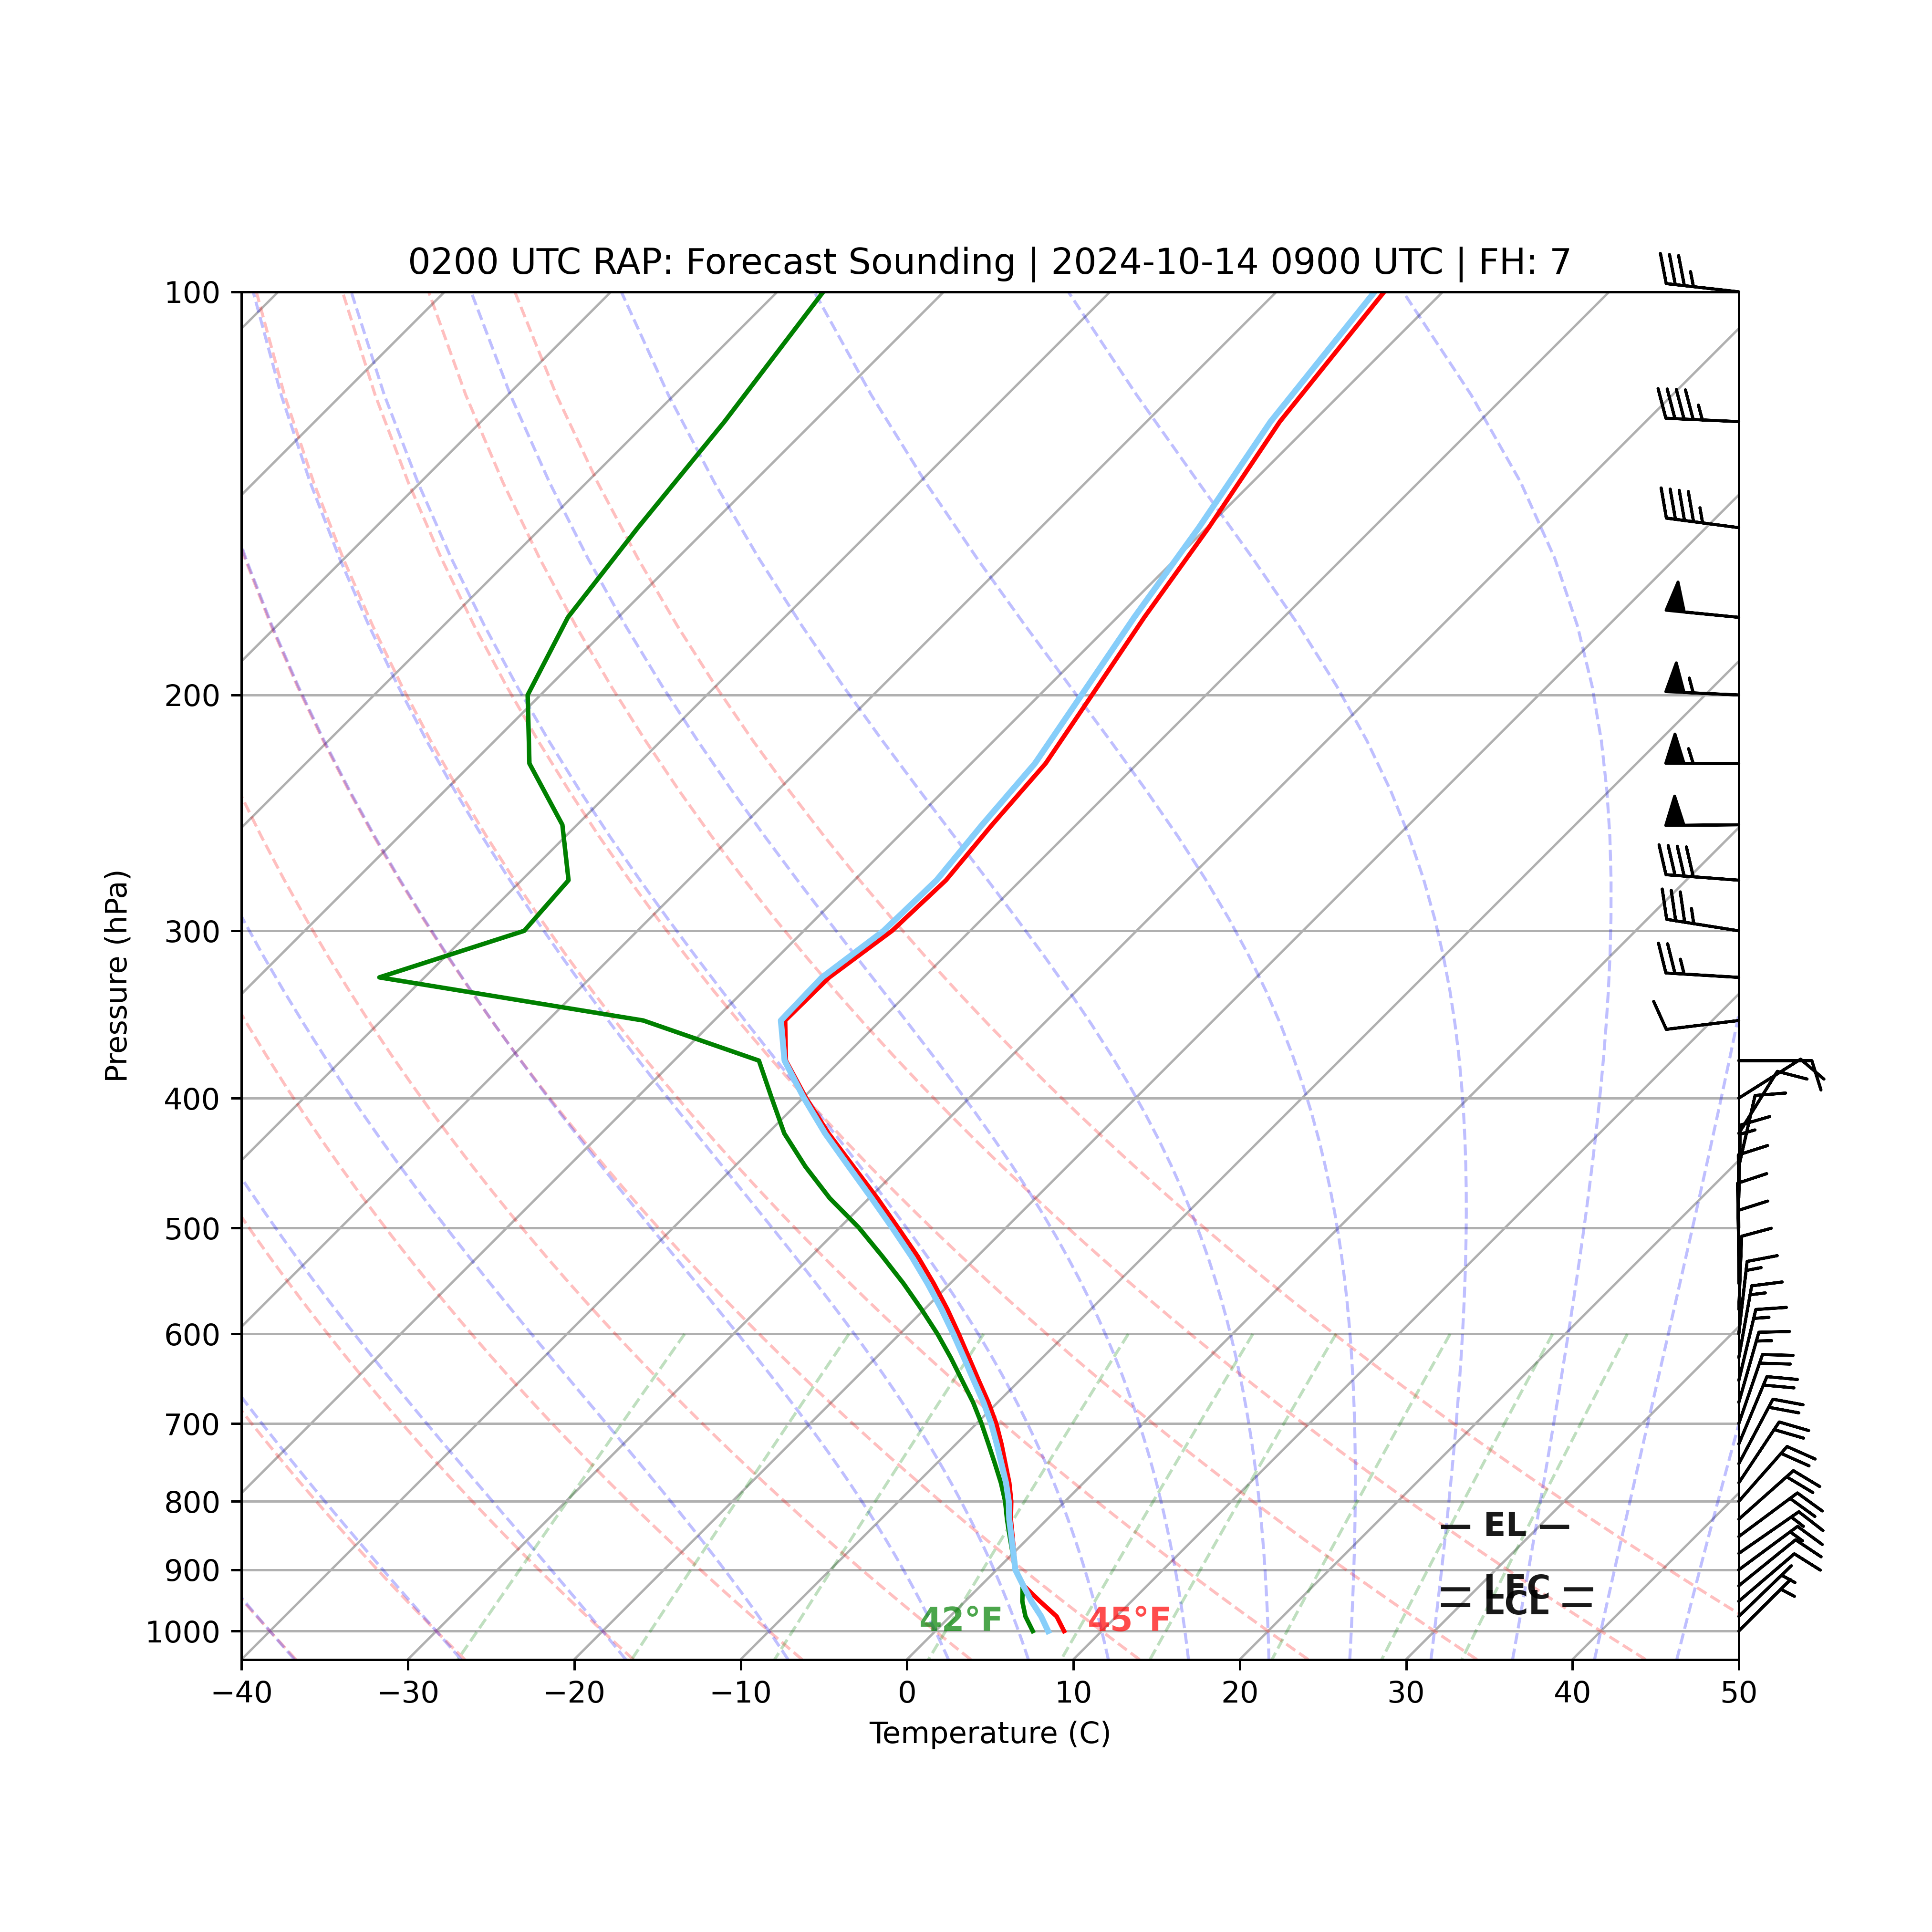 0200 UTC RAP: Forecast Sounding | 2024-10-14 0900 UTC | FH: 7
100
200
300
400
500
600
700
800
900
1000
Pressure (hPa)
— EL —
— LFC —
— LCL —
42°F
45°F
−40
−30
−20
−10
0
10
20
30
40
50
Temperature (C)